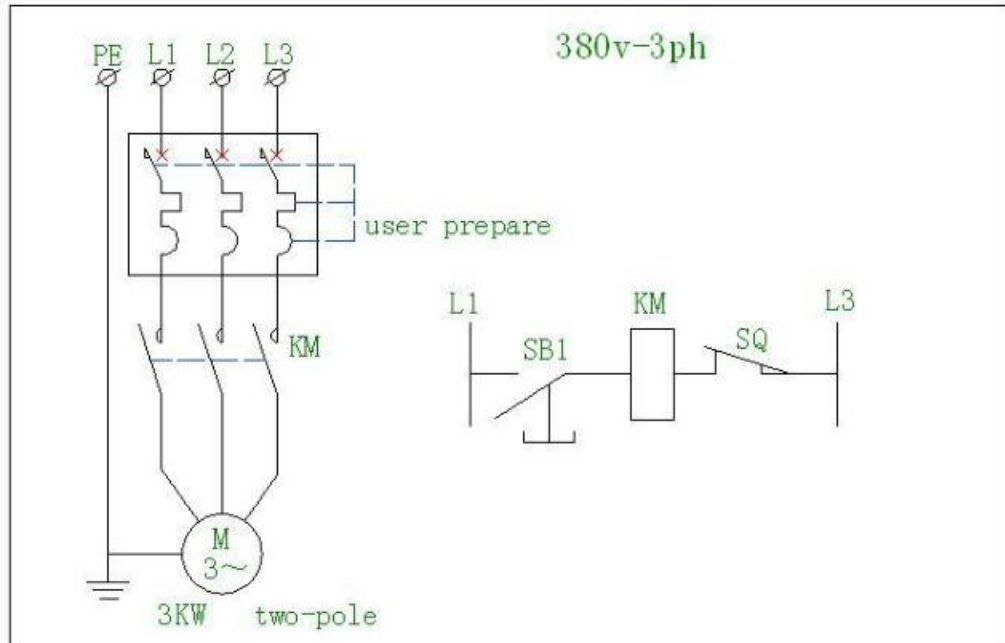 380v-3ph
PE L1 L2 L3
user prepare
KM
L1 SB1 KM SQ L3
M
3~
3KW two-pole